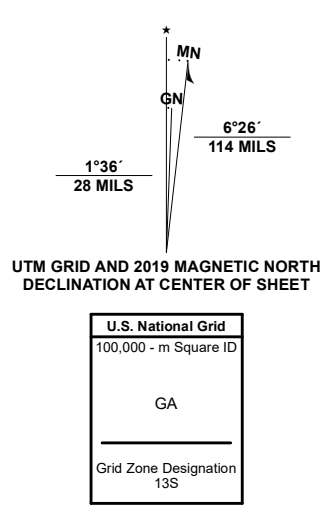 ★
MN
GN
6°26´
114 MILS
1°36´
28 MILS
UTM GRID AND 2019 MAGNETIC NORTH
DECLINATION AT CENTER OF SHEET
U.S. National Grid
100,000 - m Square ID
GA
Grid Zone Designation
13S